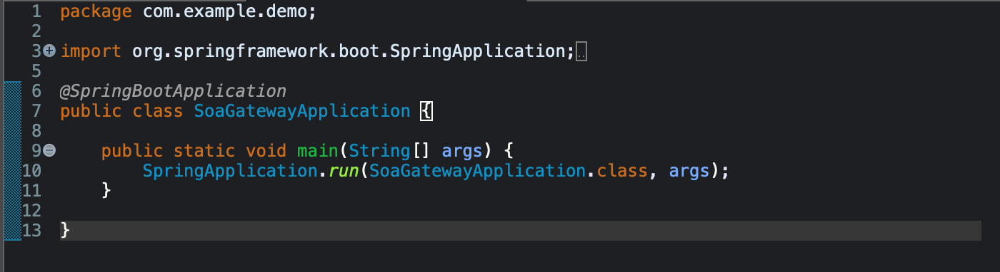 1 package com.example.demo;
2
3 import org.springframework.boot.SpringApplication;..
5
6 @SpringBootApplication
7 public class SoaGatewayApplication {
8
9 public static void main(String[] args) {
10 SpringApplication.run(SoaGatewayApplication.class, args);
11 }
12
13 }